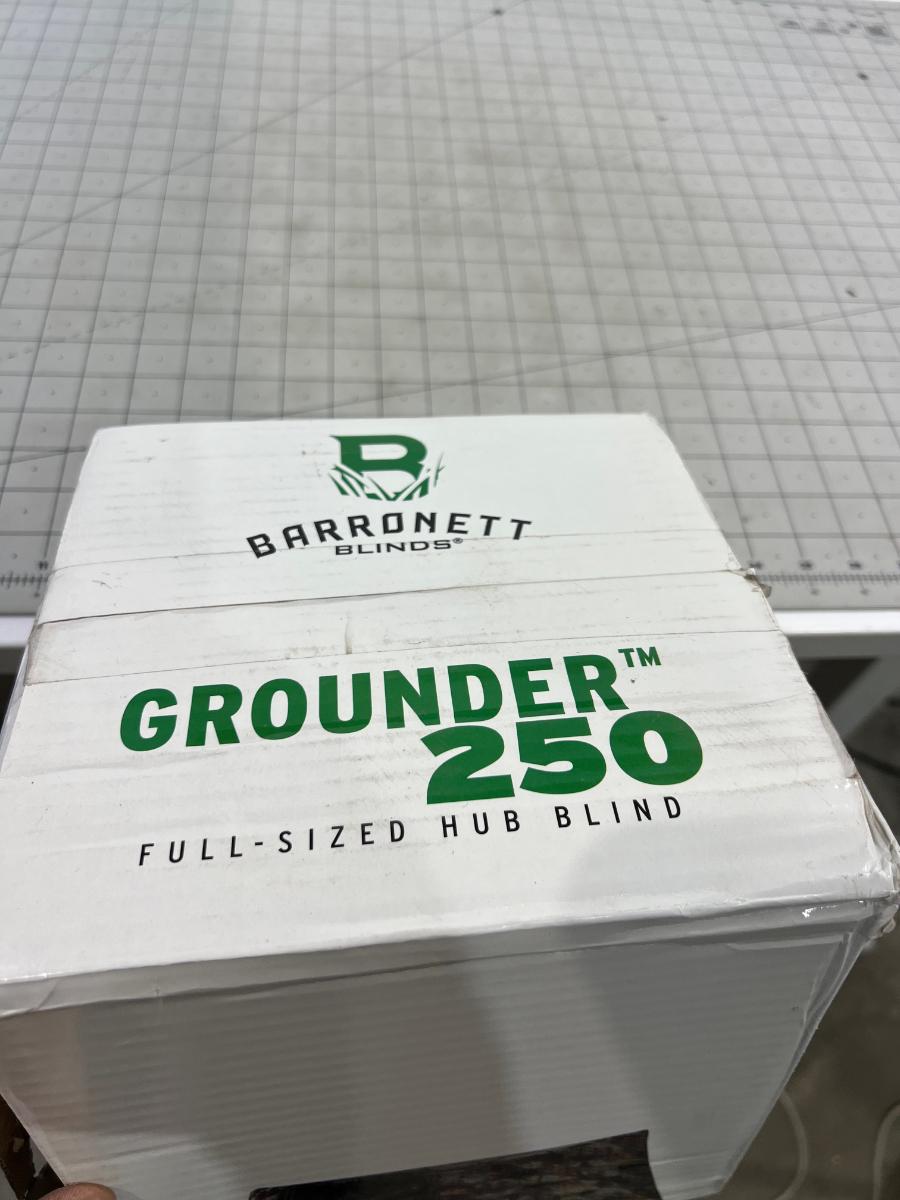 B
BARRONETT
BLINDS®
GROUNDER™
250
FULL-SIZED HUB BLIND